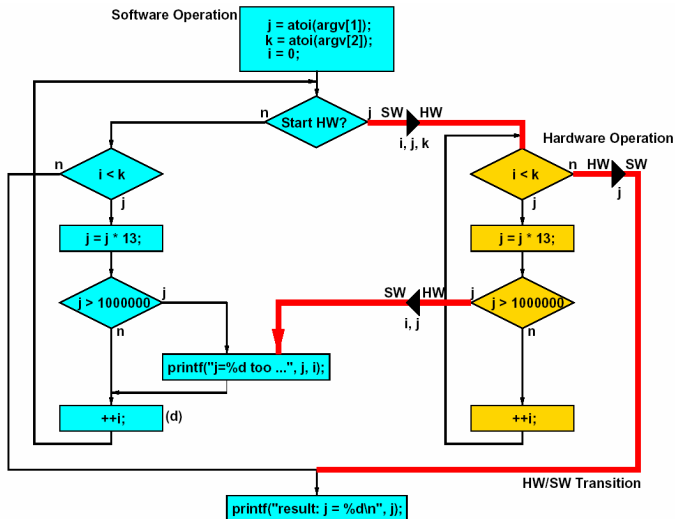 Software Operation
j = atoi(argv[1]);
k = atoi(argv[2]);
i = 0;
n
Start HW?
j
SW
HW
i, j, k
Hardware Operation
n
i < k
j
i < k
n
HW
SW
j
j
j = j * 13;
j = j * 13;
j > 1000000
j
n
SW
HW
i, j
j
j > 1000000
n
printf("j=%d too ...", j, i);
++i;
(d)
++i;
HW/SW Transition
printf("result: j = %d\n", j);